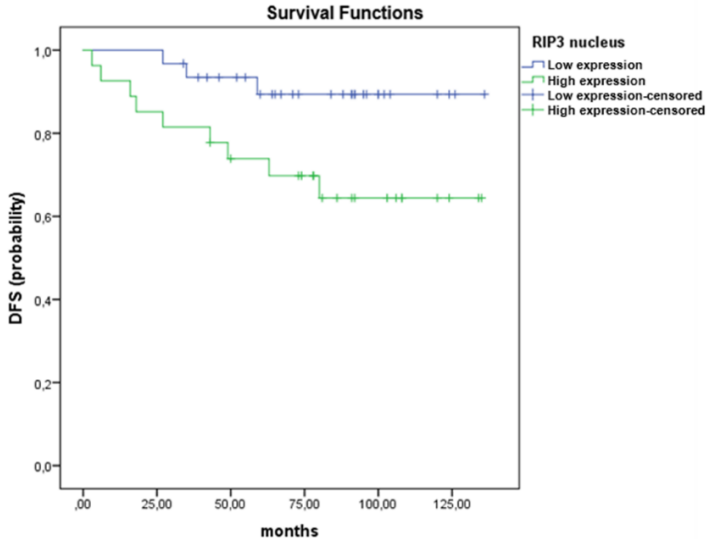 Survival Functions
RIP3 nucleus
Low expression
High expression
Low expression-censored
High expression-censored
DFS (probability)
1,0
0,8
0,6
0,4
0,2
0,0
,00 25,00 50,00 75,00 100,00 125,00
months